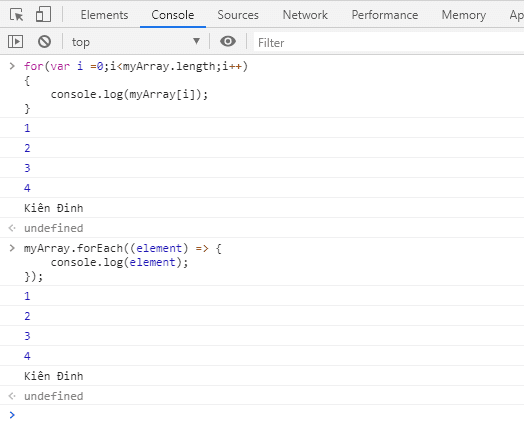 Elements Console Sources Network Performance Memory Ap
top Filter
for(var i =0;i<myArray.length;i++)
{
    console.log(myArray[i]);
}
1
2
3
4
Kiên Đinh
undefined
myArray.forEach((element) => {
    console.log(element);
});
1
2
3
4
Kiên Đinh
undefined